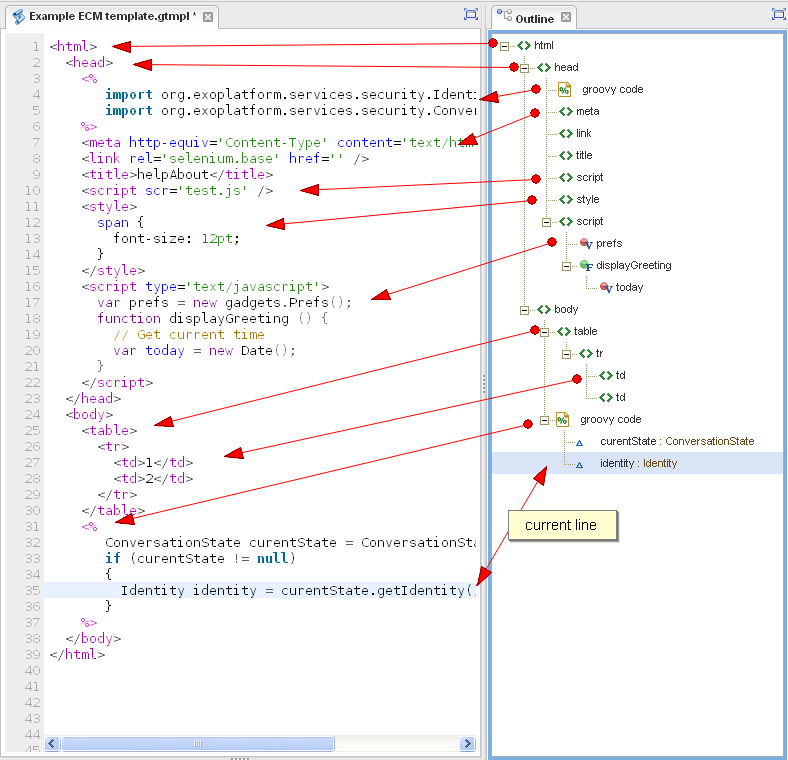 Example ECM template.gtmpl *
1 <html>
2 <head>
3 <%
4 import org.exoplatform.services.security.Identi
5 import org.exoplatform.services.security.Conver
6 %>
7 <meta http-equiv='Content-Type' content='text/html
8 <link rel='selenium.base' href='' />
9 <title>helpAbout</title>
10 <script scr='test.js' />
11 <style>
12 span {
13 font-size: 12pt;
14 }
15 </style>
16 <script type='text/javascript'>
17 var prefs = new gadgets.Prefs();
18 function displayGreeting () {
19 // Get current time
20 var today = new Date();
21 }
22 </script>
23 </head>
24 <body>
25 <table>
26 <tr>
27 <td>1</td>
28 <td>2</td>
29 </tr>
30 </table>
31 <%
32 ConversationState curentState = ConversationSta
33 if (curentState != null)
34 {
35 Identity identity = curentState.getIdentity()
36 }
37 %>
38 </body>
39 </html>
40
41
42
43
44
45
Outline
<> html
<> head
% groovy code
<> meta
<> link
<> title
<> script
<> style
<> script
V prefs
F displayGreeting
V today
<> body
<> table
<> tr
<> td
<> td
% groovy code
curentState : ConversationState
identity : Identity
current line